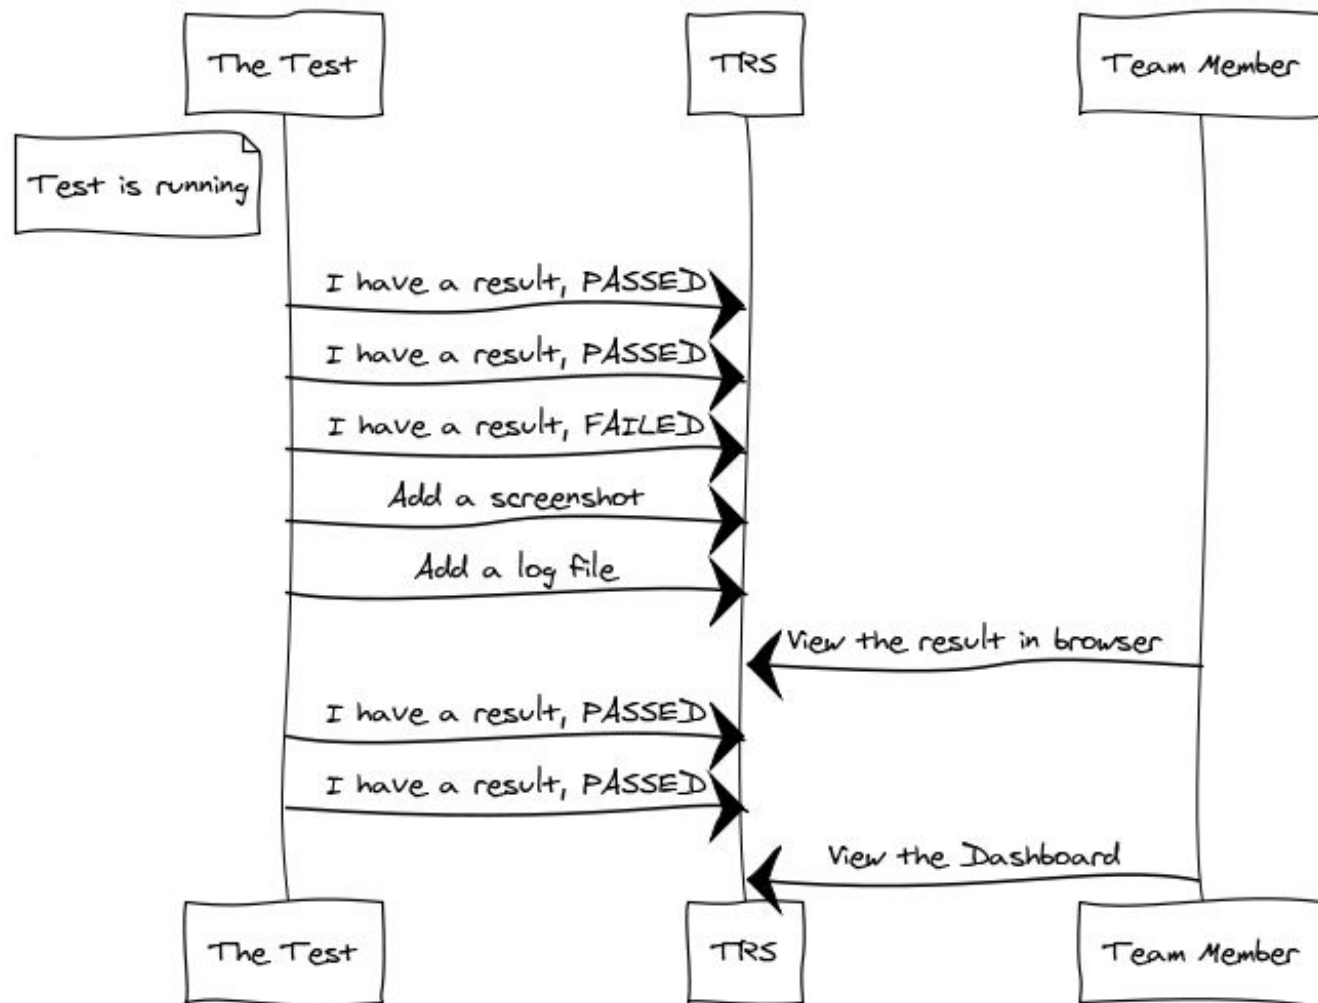 The Test
TRS
Team Member
Test is running
I have a result, PASSED
I have a result, PASSED
I have a result, FAILED
Add a screenshot
Add a log file
View the result in browser
I have a result, PASSED
I have a result, PASSED
View the Dashboard
The Test
TRS
Team Member